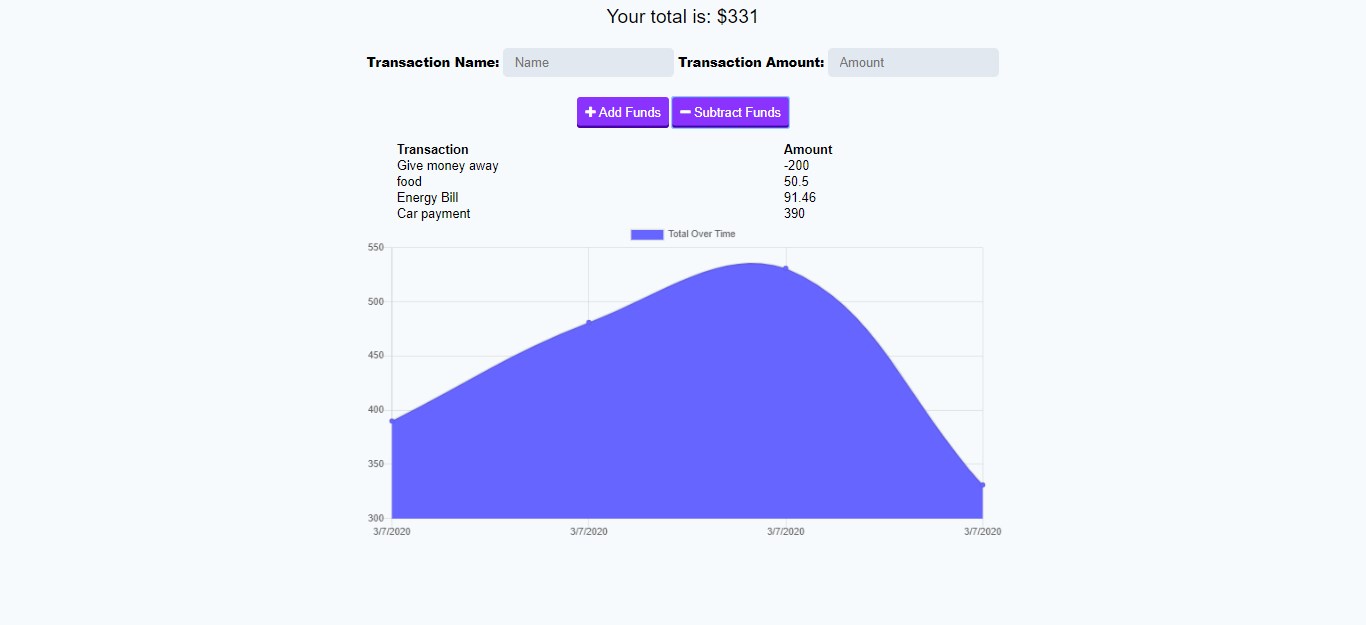 Your total is: $331
Transaction Name: Name Transaction Amount: Amount
Add Funds Subtract Funds
Transaction Amount
Give money away -200
food 50.5
Energy Bill 91.46
Car payment 390
Total Over Time
550
500
450
400
350
300
3/7/2020 3/7/2020 3/7/2020 3/7/2020